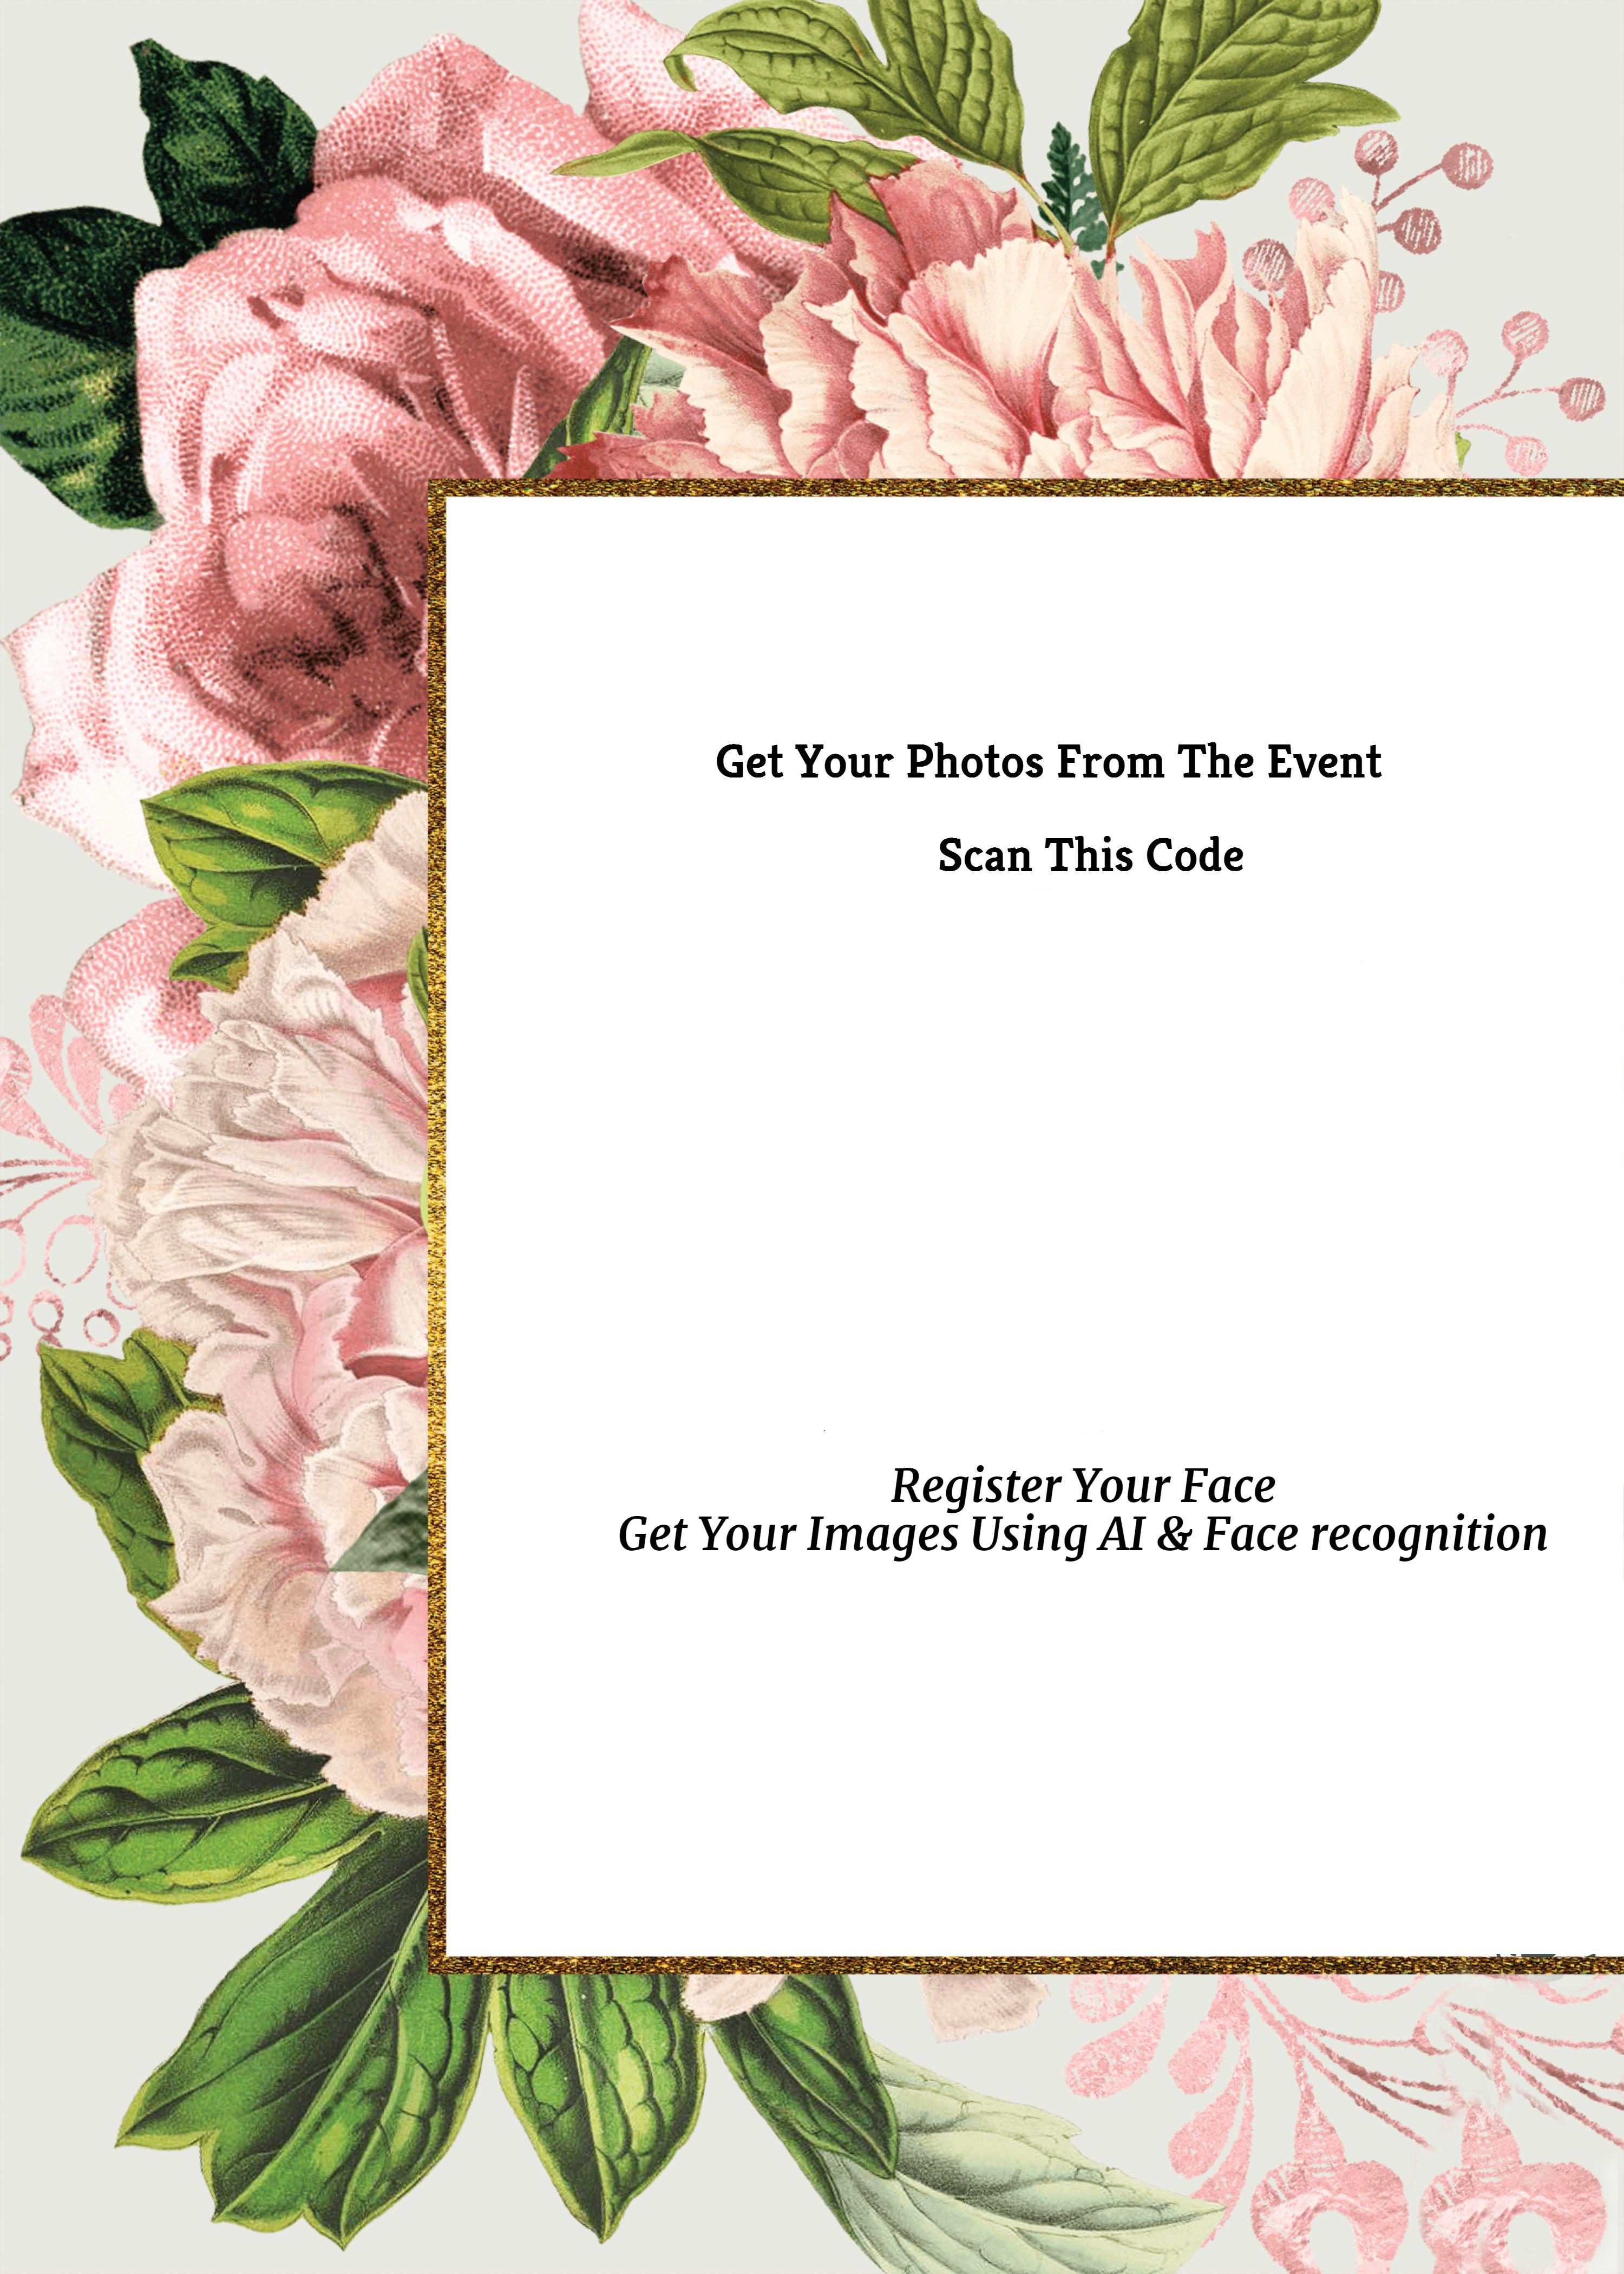 Get Your Photos From The Event
Scan This Code
Register Your Face
Get Your Images Using AI & Face recognition